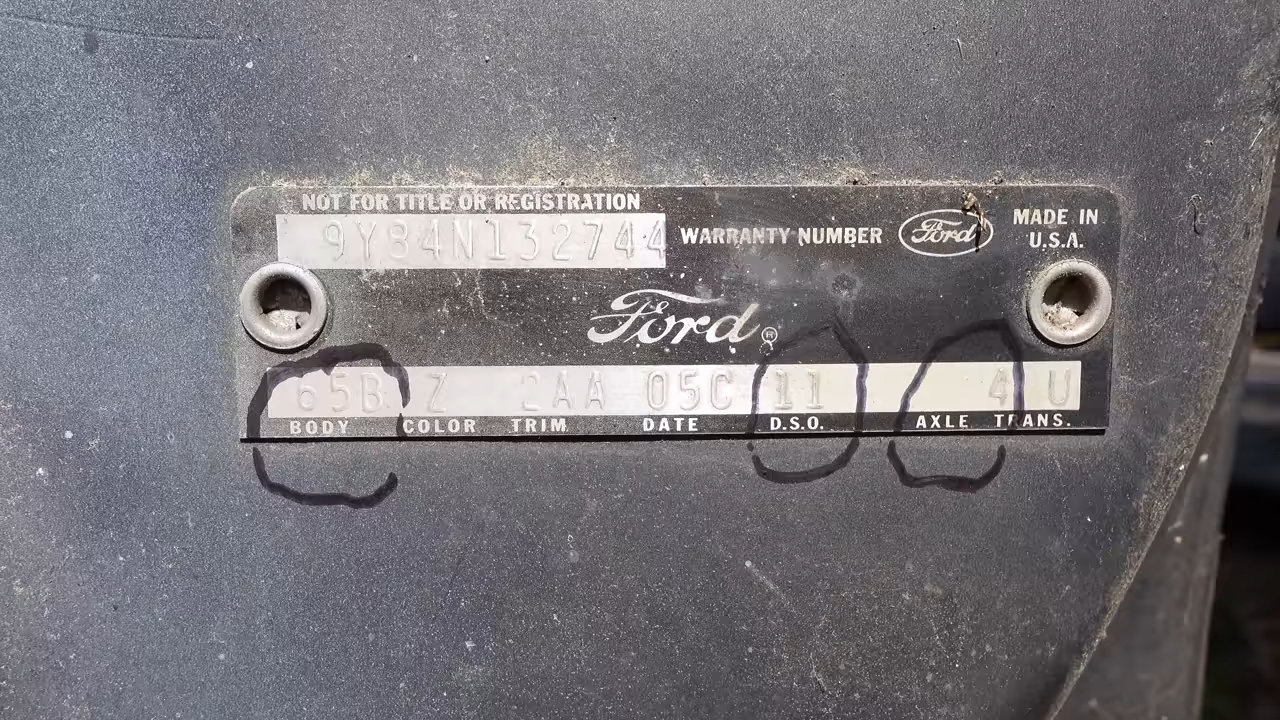 NOT FOR TITLE OR REGISTRATION
9Y84N132744 WARRANTY NUMBER Ford MADE IN U.S.A.
Ford ®
65B Z 2AA 05C 11 4 U
BODY COLOR TRIM DATE D.S.O. AXLE TRANS.